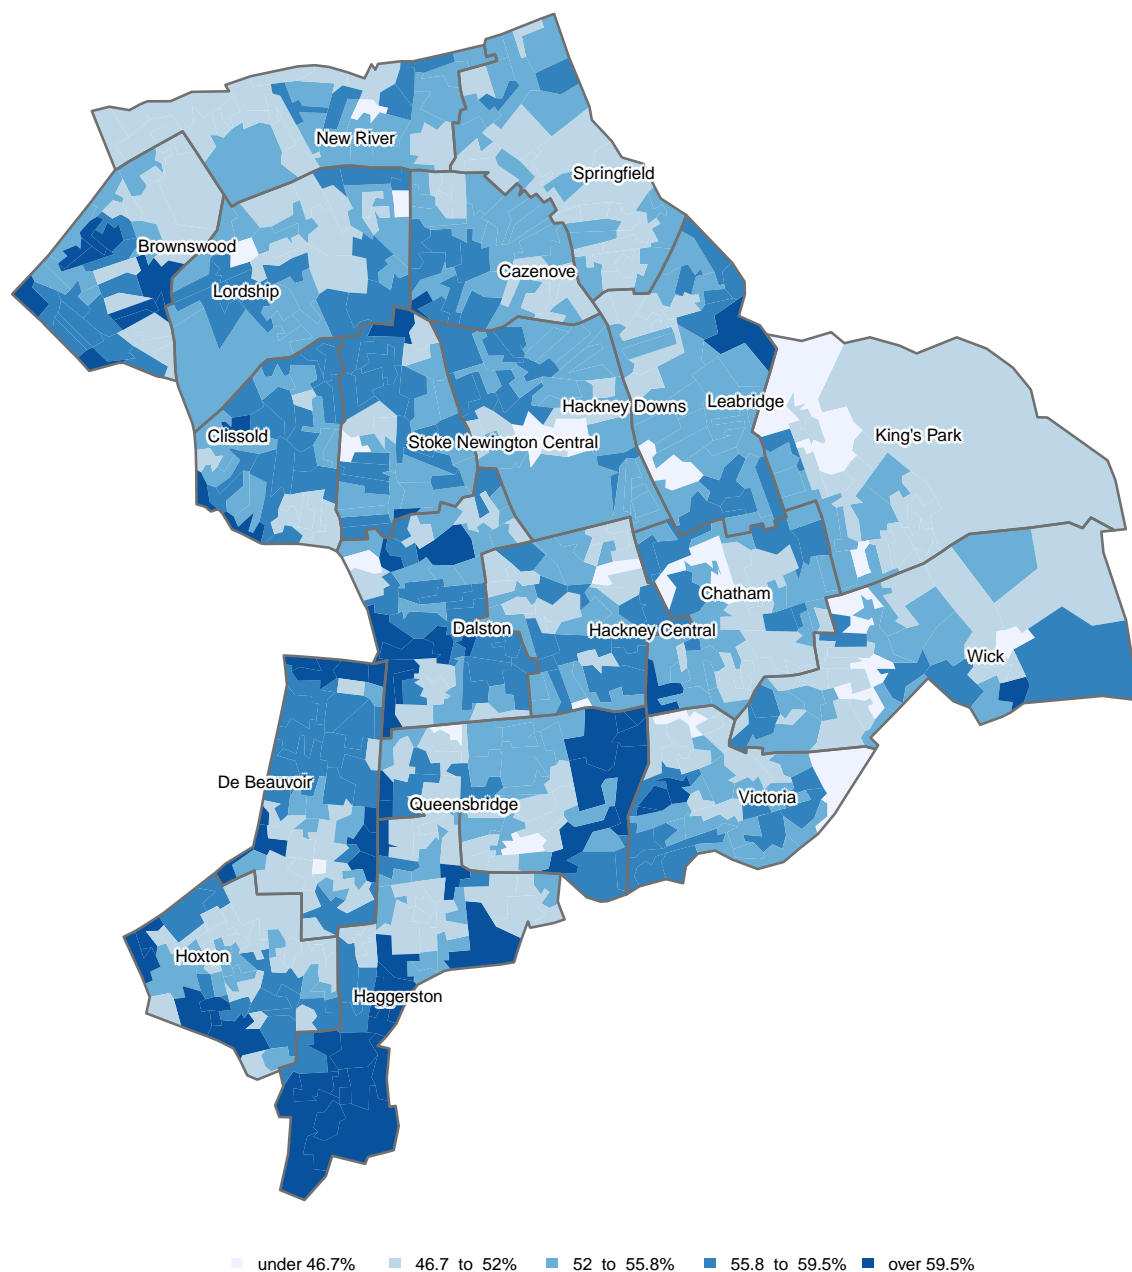 New River
Springfield
Brownswood
Cazenove
Lordship
Leabridge
Hackney Downs
Clissold
Stoke Newington Central
King's Park
Chatham
Dalston
Hackney Central
Wick
De Beauvoir
Queensbridge
Victoria
Hoxton
Haggerston
under 46.7% 46.7 to 52% 52 to 55.8% 55.8 to 59.5% over 59.5%